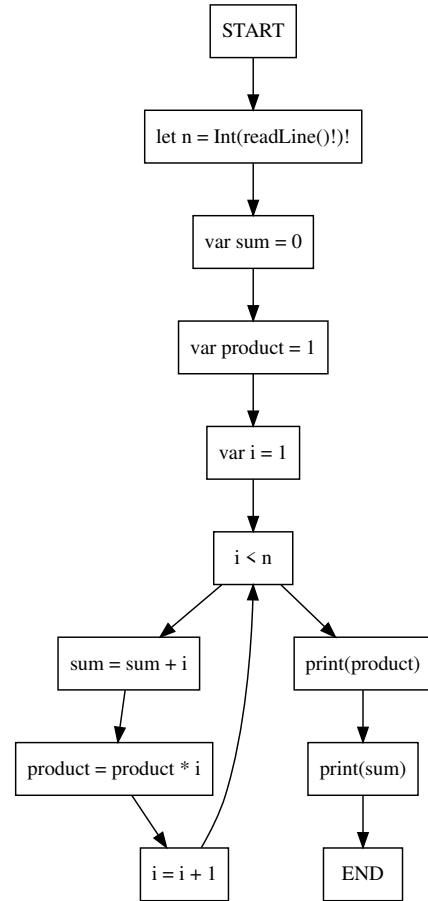 START
let n = Int(readLine()!)!
var sum = 0
var product = 1
var i = 1
i < n
sum = sum + i
print(product)
product = product * i
print(sum)
i = i + 1
END